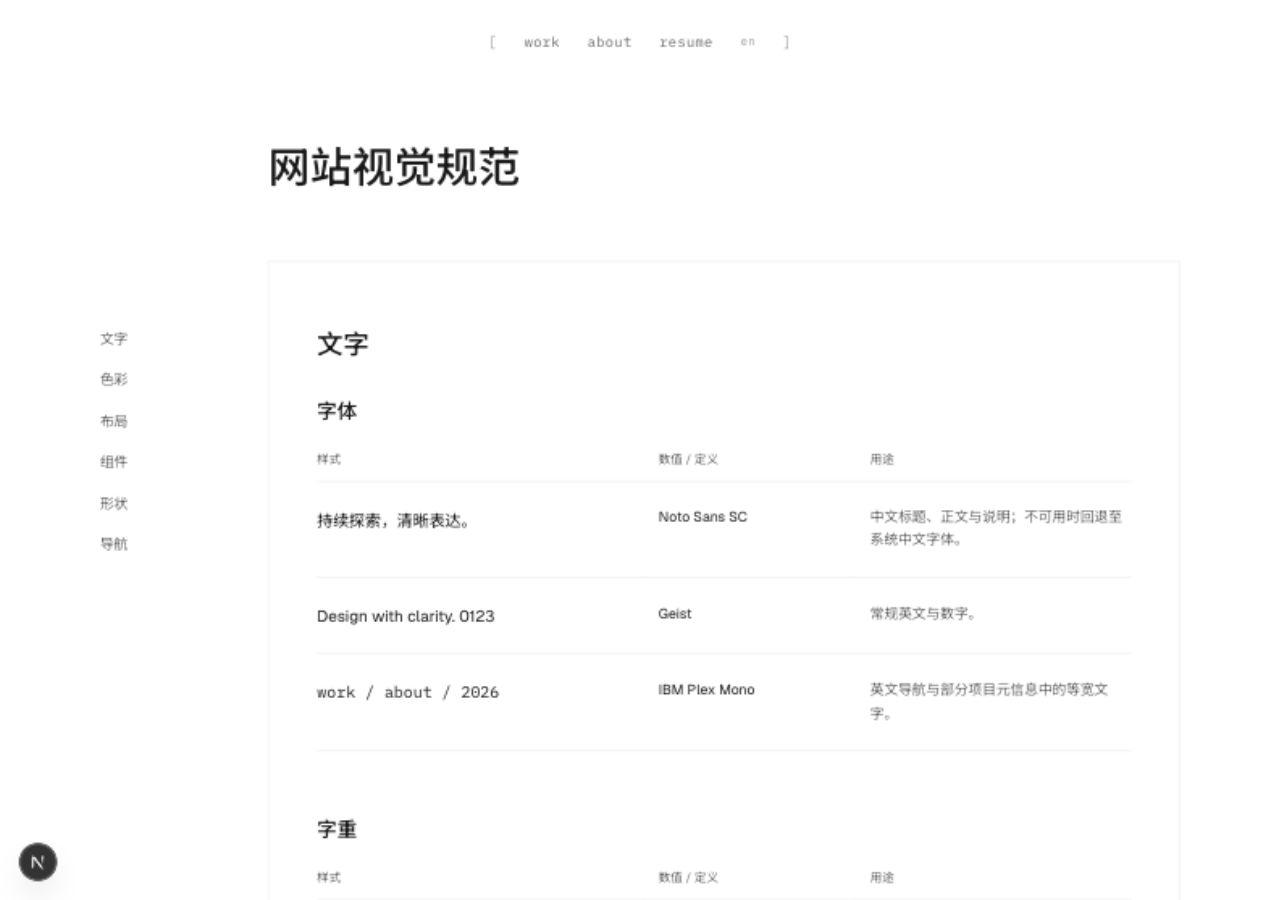 [ work about resume en ]
网站视觉规范
文字
色彩
布局
组件
形状
导航
文字
字体
样式 数值 / 定义 用途
持续探索，清晰表达。 Noto Sans SC 中文标题、正文与说明；不可用时回退至
系统中文字体。
Design with clarity. 0123 Geist 常规英文与数字。
work / about / 2026 IBM Plex Mono 英文导航与部分项目元信息中的等宽文
字。
字重
样式 数值 / 定义 用途
N